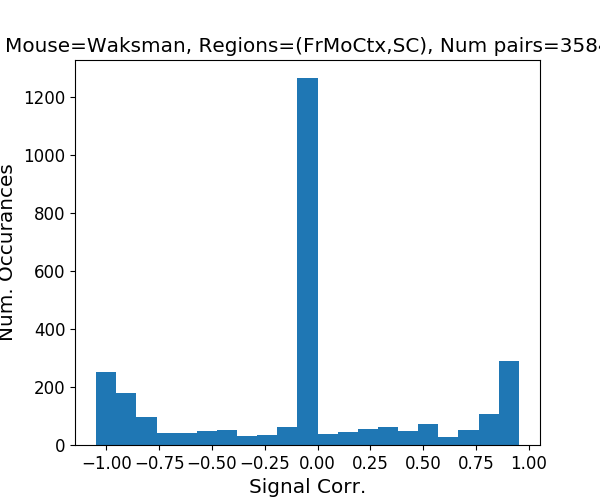 Mouse=Waksman, Regions=(FrMoCtx,SC), Num pairs=3584
1200
1000
800
600
400
200
0
Num. Occurances
−1.00 −0.75 −0.50 −0.25 0.00 0.25 0.50 0.75 1.00
Signal Corr.